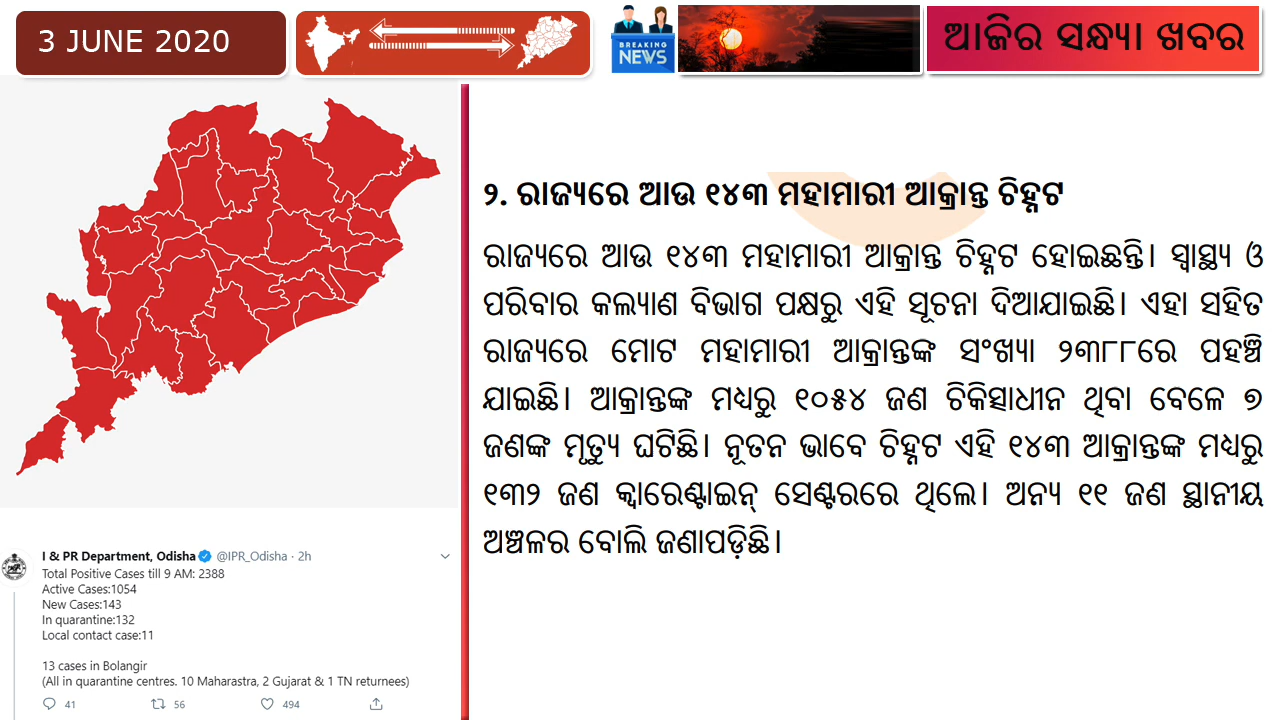 3 JUNE 2020
BREAKING
NEWS
ଆଜିର ସନ୍ଧ୍ୟା ଖବର
୨. ରାଜ୍ୟରେ ଆଉ ୧୪୩ ମହାମାରୀ ଆକ୍ରାନ୍ତ ଚିହ୍ନଟ
ରାଜ୍ୟରେ ଆଉ ୧୪୩ ମହାମାରୀ ଆକ୍ରାନ୍ତ ଚିହ୍ନଟ ହୋଇଛନ୍ତି। ସ୍ୱାସ୍ଥ୍ୟ ଓ
ପରିବାର କଲ୍ୟାଣ ବିଭାଗ ପକ୍ଷରୁ ଏହି ସୂଚନା ଦିଆଯାଇଛି। ଏହା ସହିତ
ରାଜ୍ୟରେ ମୋଟ ମହାମାରୀ ଆକ୍ରାନ୍ତଙ୍କ ସଂଖ୍ୟା ୨୩୮୮ରେ ପହଞ୍ଚି
ଯାଇଛି। ଆକ୍ରାନ୍ତଙ୍କ ମଧ୍ୟରୁ ୧୦୫୪ ଜଣ ଚିକିତ୍ସାଧୀନ ଥିବା ବେଳେ ୭
ଜଣଙ୍କ ମୃତ୍ୟୁ ଘଟିଛି। ନୂତନ ଭାବେ ଚିହ୍ନଟ ଏହି ୧୪୩ ଆକ୍ରାନ୍ତଙ୍କ ମଧ୍ୟରୁ
୧୩୨ ଜଣ କ୍ୱାରେଣ୍ଟାଇନ୍ ସେଣ୍ଟରରେ ଥିଲେ। ଅନ୍ୟ ୧୧ ଜଣ ସ୍ଥାନୀୟ
ଅଞ୍ଚଳର ବୋଲି ଜଣାପଡ଼ିଛି।
I & PR Department, Odisha @IPR_Odisha · 2h
Total Positive Cases till 9 AM: 2388
Active Cases:1054
New Cases:143
In quarantine:132
Local contact case:11
13 cases in Bolangir
(All in quarantine centres. 10 Maharastra, 2 Gujarat & 1 TN returnees)
41 56 494